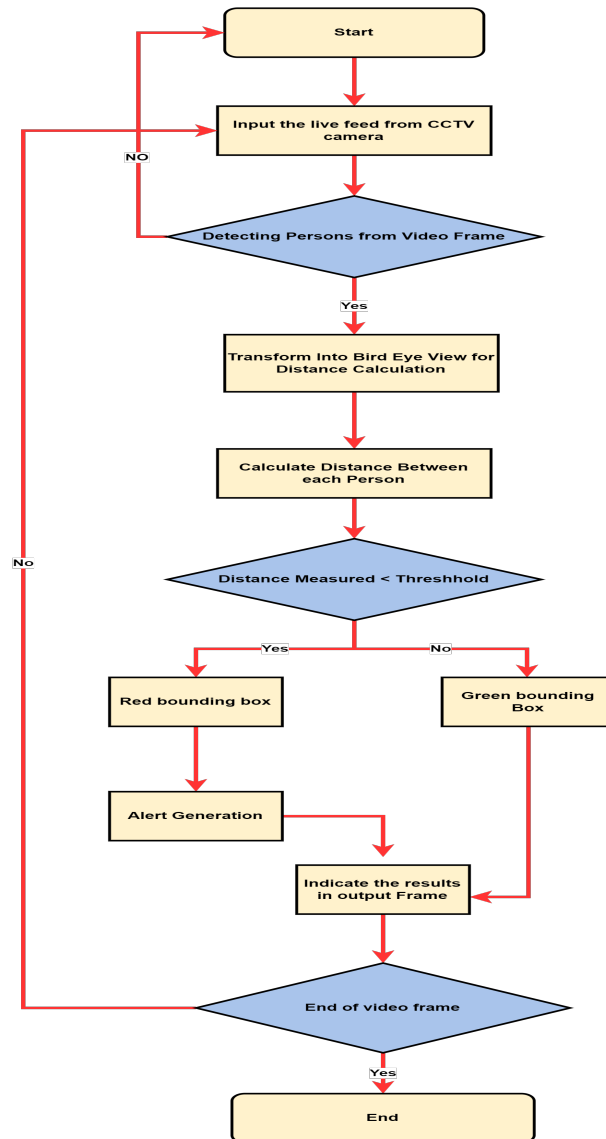 Start
Input the live feed from CCTV
camera
NO
Detecting Persons from Video Frame
Yes
Transform Into Bird Eye View for
Distance Calculation
Calculate Distance Between
each Person
No
Distance Measured < Threshhold
Yes
No
Red bounding box
Green bounding
Box
Alert Generation
Indicate the results
in output Frame
End of video frame
Yes
End